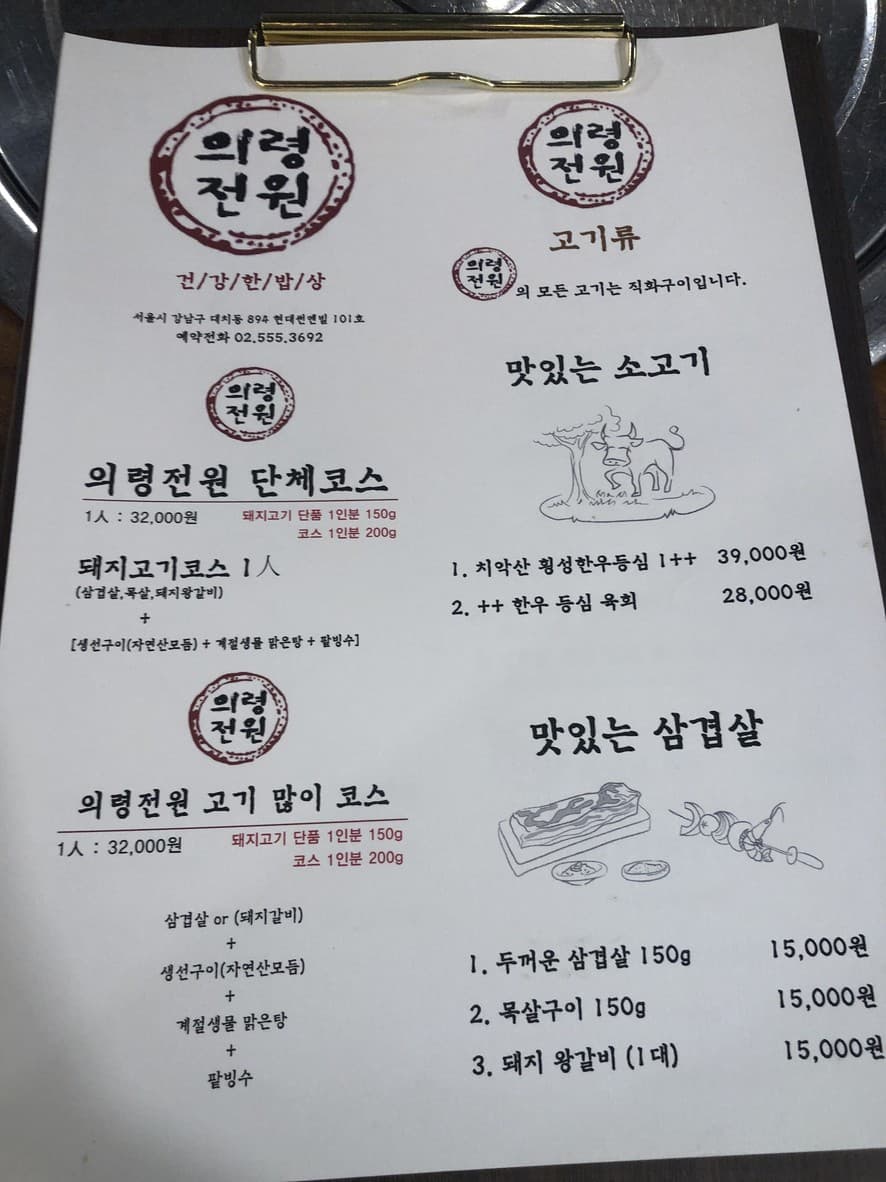 의령
전원
건/강/한/밥/상
서울시 강남구 대치동 894 현대썬앤빌 101호
예약전화 02.555.3692
의령
전원
의령전원 단체코스
1人 : 32,000원 돼지고기 단품 1인분 150g
코스 1인분 200g
돼지고기코스 1人
(삼겹살,목살,돼지왕갈비)
+
[생선구이(자연산모듬) + 계절생물 맑은탕 + 팥빙수]
의령
전원
의령전원 고기 많이 코스
1人 : 32,000원 돼지고기 단품 1인분 150g
코스 1인분 200g
삼겹살 or (돼지갈비)
+
생선구이(자연산모듬)
+
계절생물 맑은탕
+
팥빙수
의령
전원
고기류
의령
전원
의 모든 고기는 직화구이입니다.
맛있는 소고기
1. 치악산 횡성한우등심 1++ 39,000원
2. ++ 한우 등심 육회 28,000원
맛있는 삼겹살
1. 두꺼운 삼겹살 150g 15,000원
2. 목살구이 150g 15,000원
3. 돼지 왕갈비 (1대) 15,000원